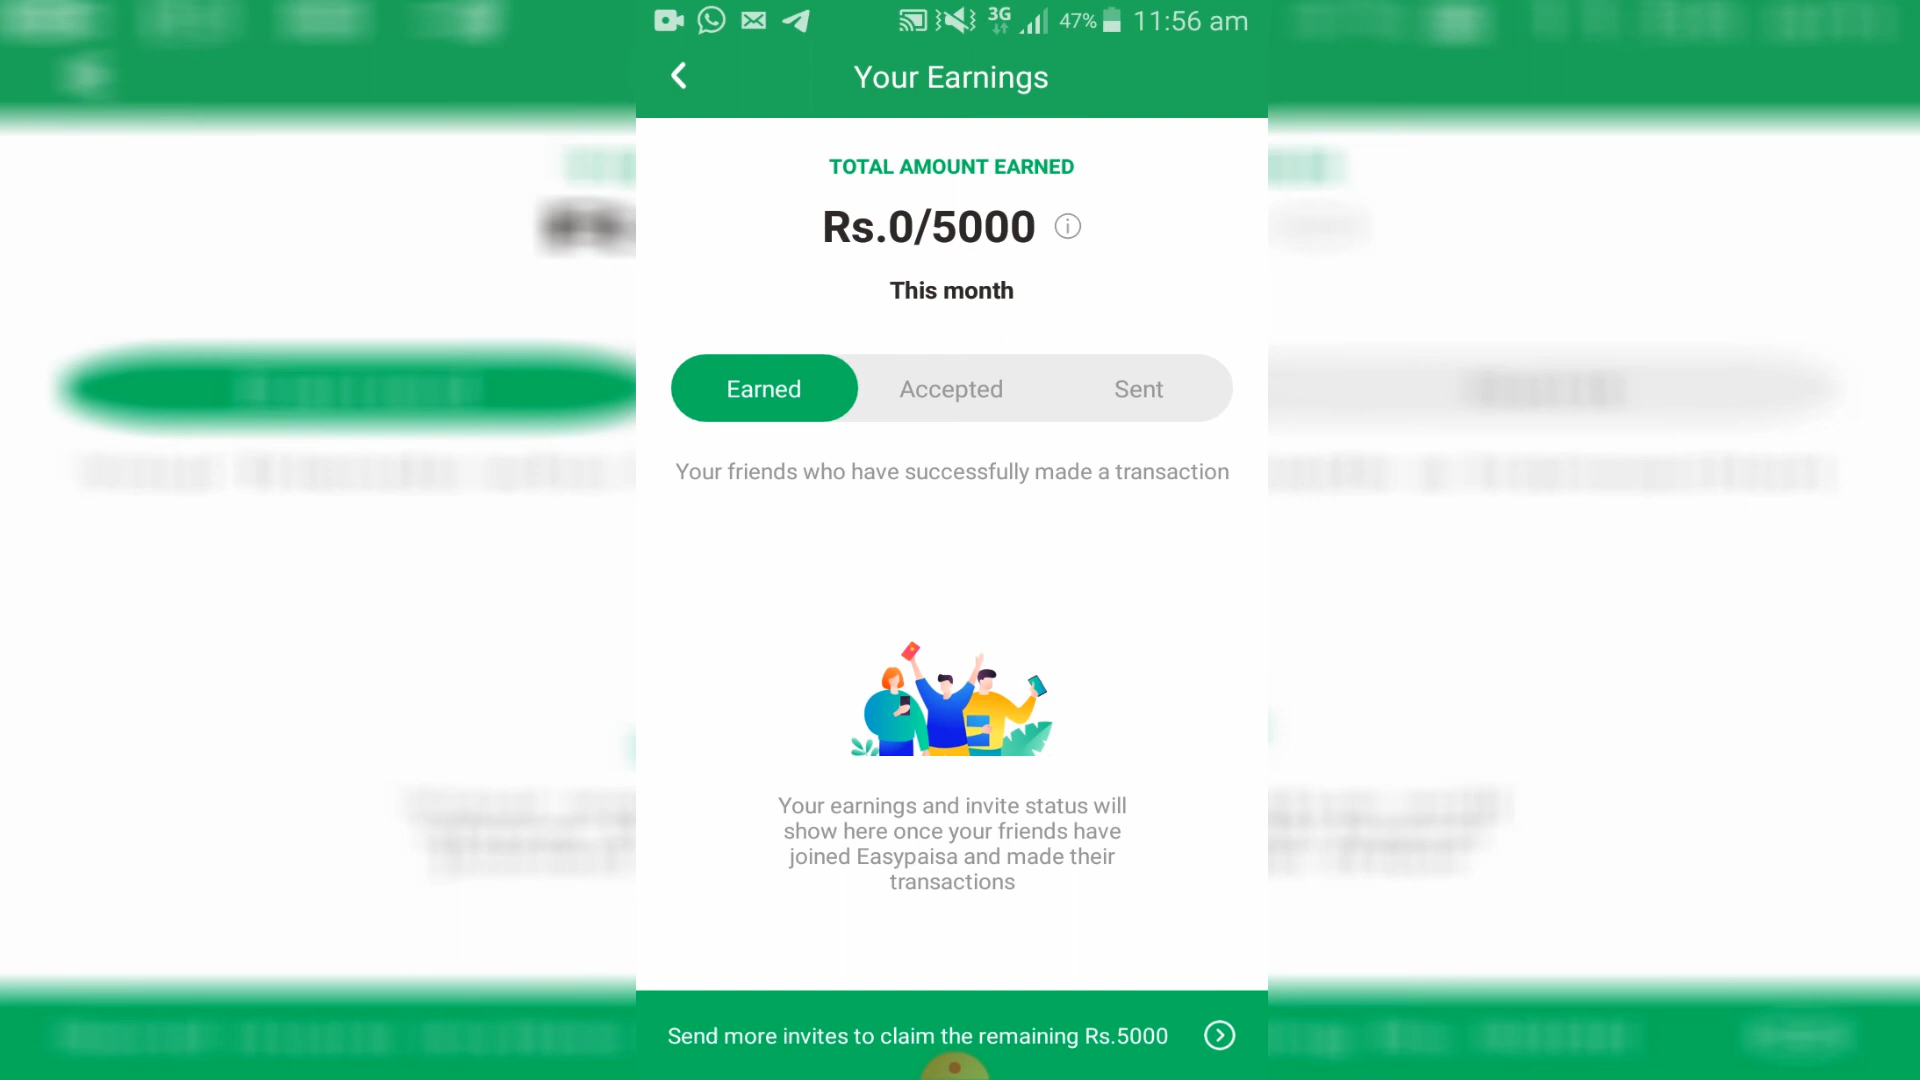 3G 47% 11:56 am
Your Earnings
TOTAL AMOUNT EARNED
Rs.0/5000
This month
Earned Accepted Sent
Your friends who have successfully made a transaction
Your earnings and invite status will
show here once your friends have
joined Easypaisa and made their
transactions
Send more invites to claim the remaining Rs.5000